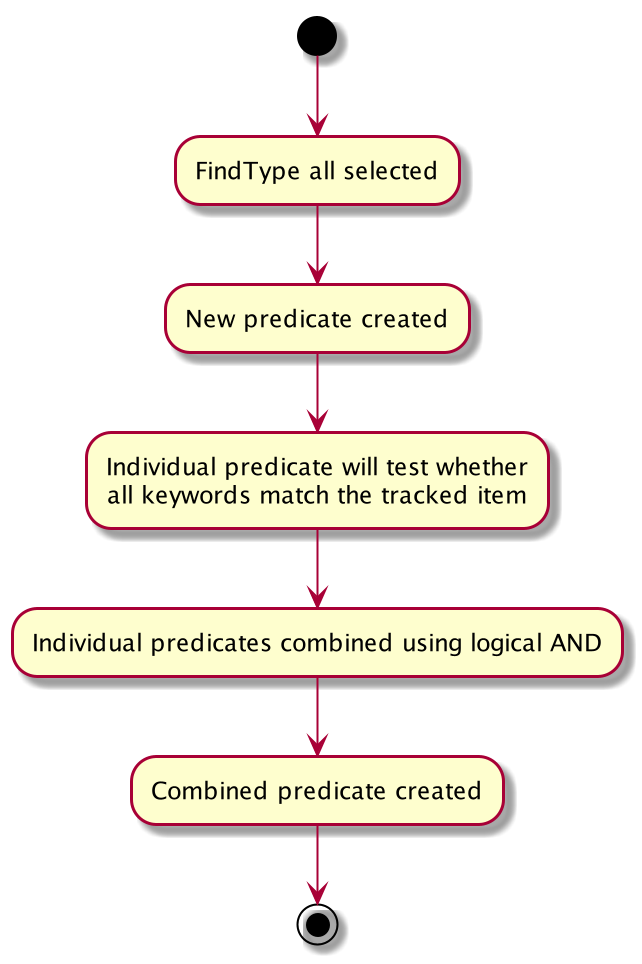 FindType all selected
New predicate created
Individual predicate will test whether
all keywords match the tracked item
Individual predicates combined using logical AND
Combined predicate created